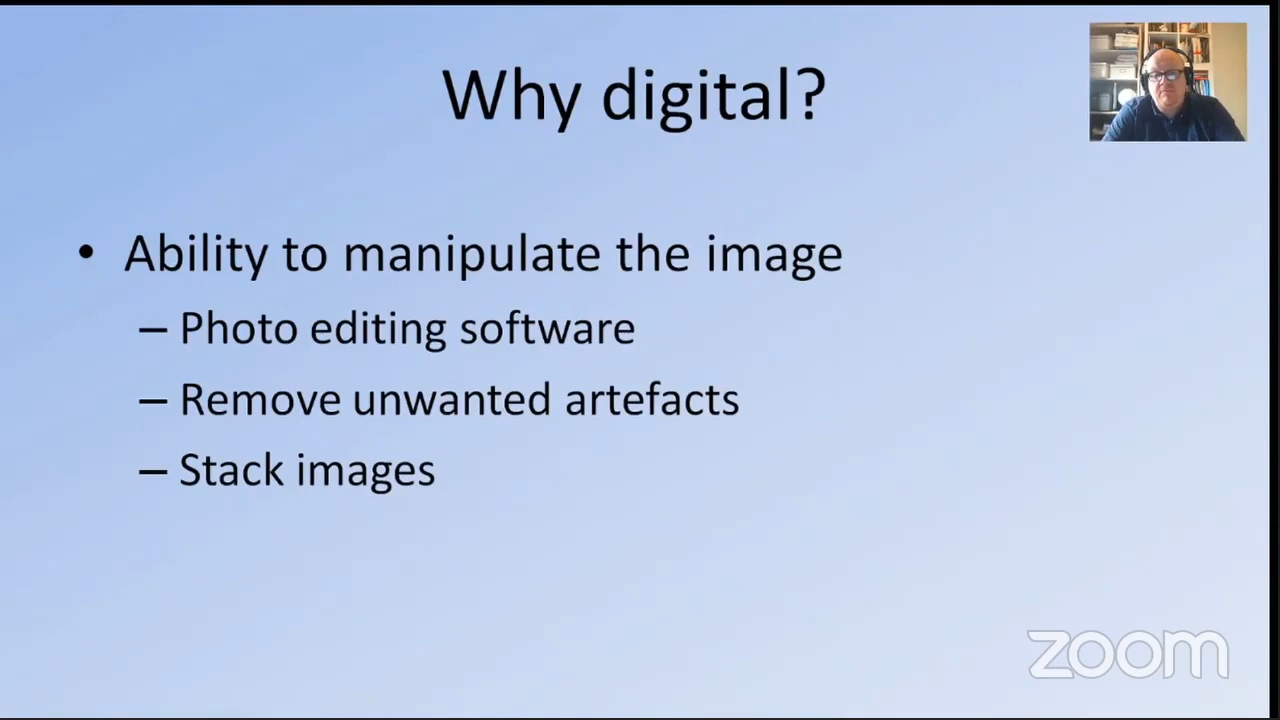 Why digital?
• Ability to manipulate the image
– Photo editing software
– Remove unwanted artefacts
– Stack images
zoom